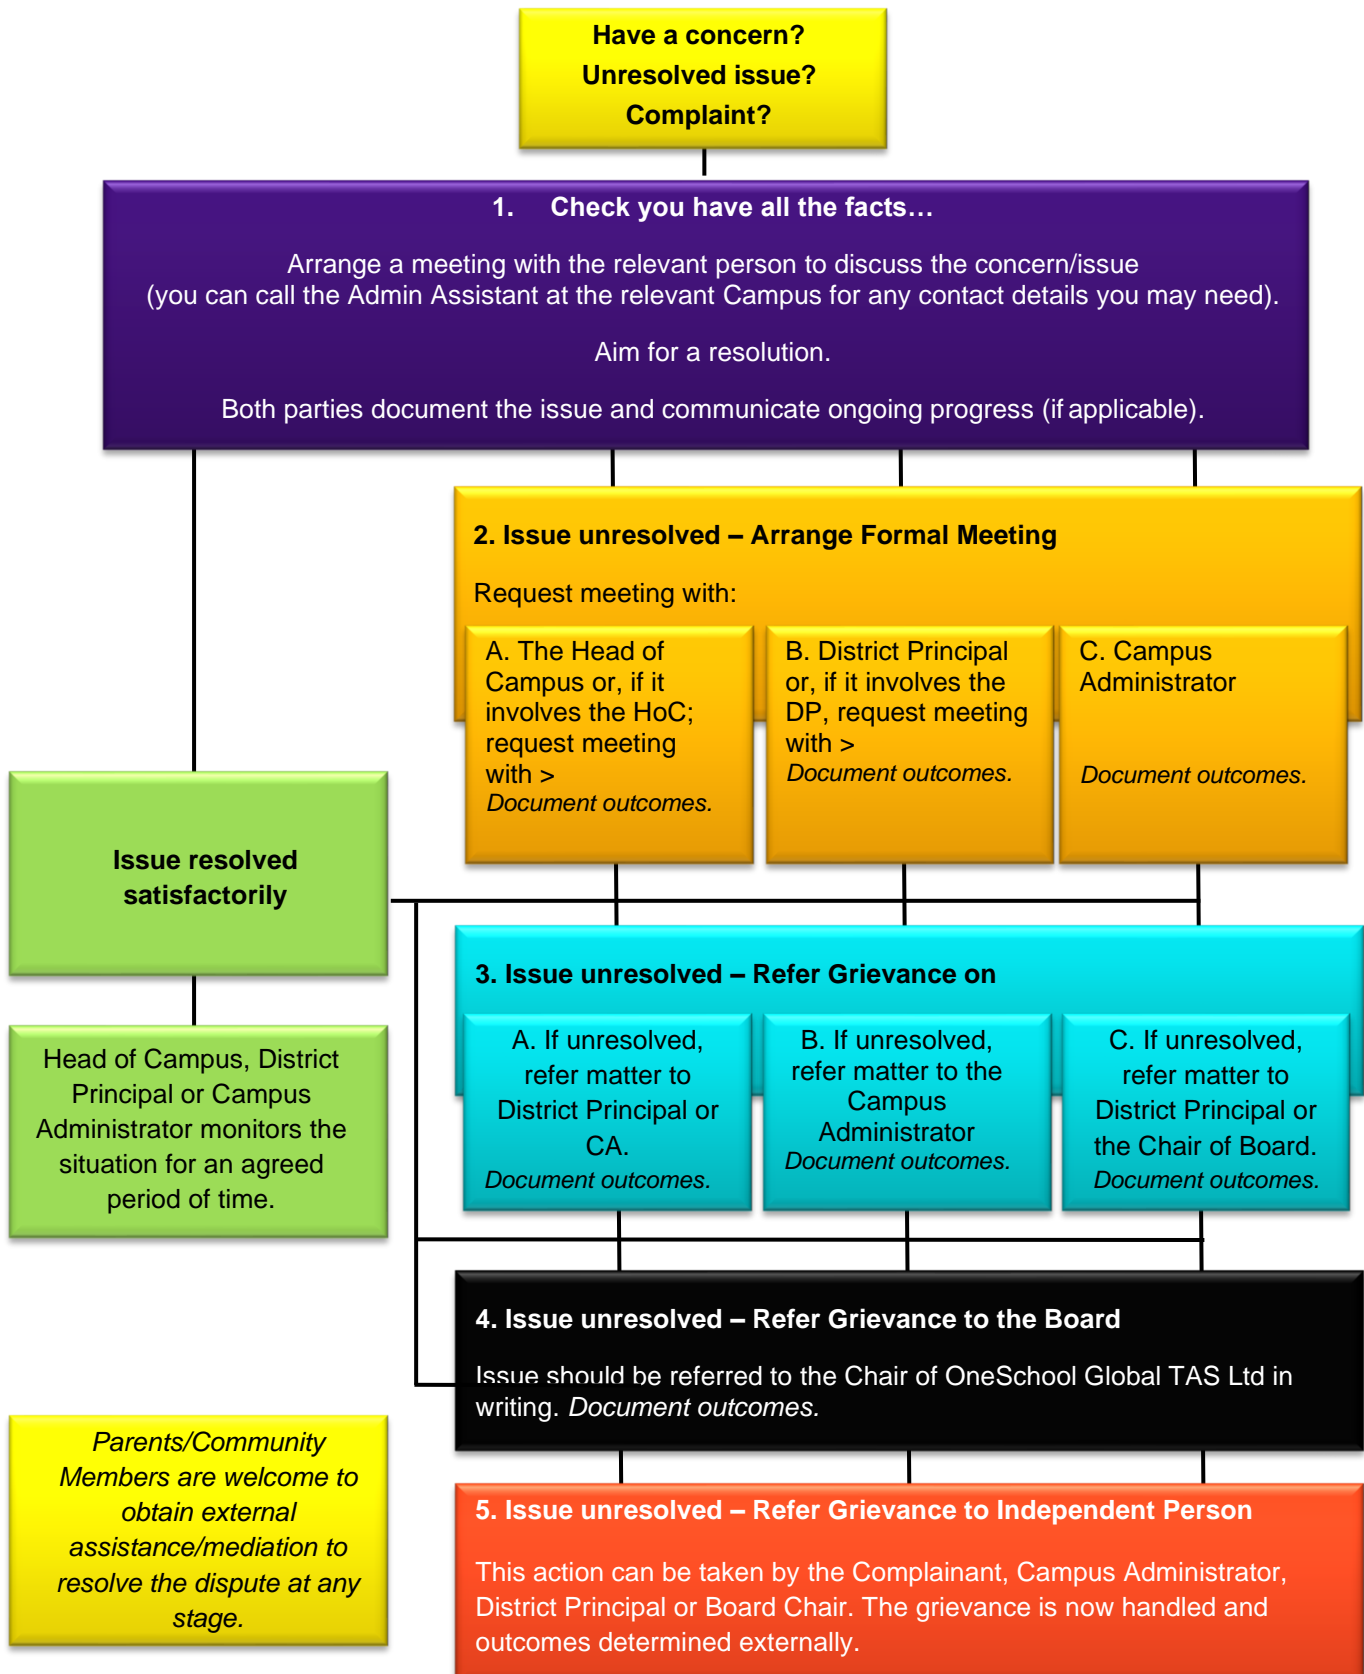 Have a concern?
Unresolved issue?
Complaint?
1. Check you have all the facts…
Arrange a meeting with the relevant person to discuss the concern/issue
(you can call the Admin Assistant at the relevant Campus for any contact details you may need).
Aim for a resolution.
Both parties document the issue and communicate ongoing progress (if applicable).
2. Issue unresolved – Arrange Formal Meeting
Request meeting with:
A. The Head of
Campus or, if it
involves the HoC;
request meeting
with >
Document outcomes.
B. District Principal
or, if it involves the
DP, request meeting
with >
Document outcomes.
C. Campus
Administrator
Document outcomes.
Issue resolved
satisfactorily
Head of Campus, District
Principal or Campus
Administrator monitors the
situation for an agreed
period of time.
3. Issue unresolved – Refer Grievance on
A. If unresolved,
refer matter to
District Principal or
CA.
Document outcomes.
B. If unresolved,
refer matter to the
Campus
Administrator
Document outcomes.
C. If unresolved,
refer matter to
District Principal or
the Chair of Board.
Document outcomes.
4. Issue unresolved – Refer Grievance to the Board
Issue should be referred to the Chair of OneSchool Global TAS Ltd in
writing. Document outcomes.
Parents/Community
Members are welcome to
obtain external
assistance/mediation to
resolve the dispute at any
stage.
5. Issue unresolved – Refer Grievance to Independent Person
This action can be taken by the Complainant, Campus Administrator,
District Principal or Board Chair. The grievance is now handled and
outcomes determined externally.